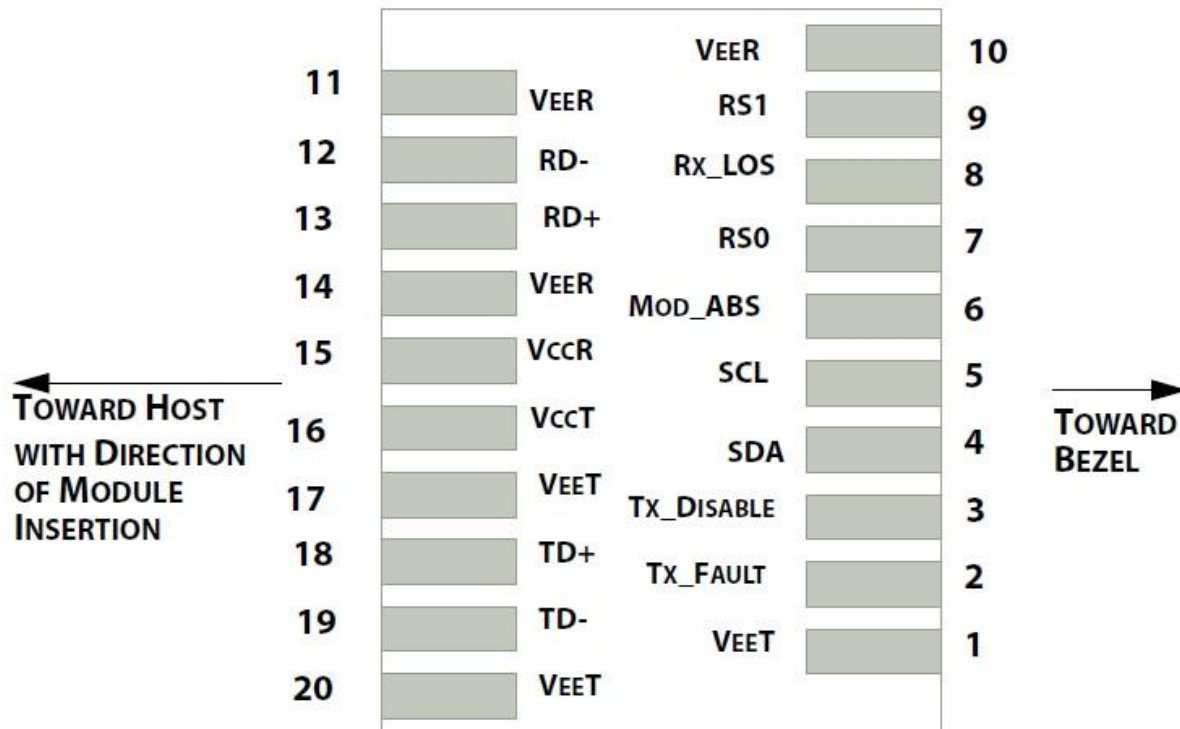 VEER 10
11 VEER
RS1 9
12 RD-
Rx_LOS 8
13 RD+
RS0 7
14 VEER
MOD_ABS 6
15 VCCR
SCL 5
TOWARD HOST
WITH DIRECTION
OF MODULE
INSERTION
TOWARD
BEZEL
16 VCCT
SDA 4
17 VEET
TX_DISABLE 3
18 TD+
TX_FAULT 2
19 TD-
VEET 1
20 VEET